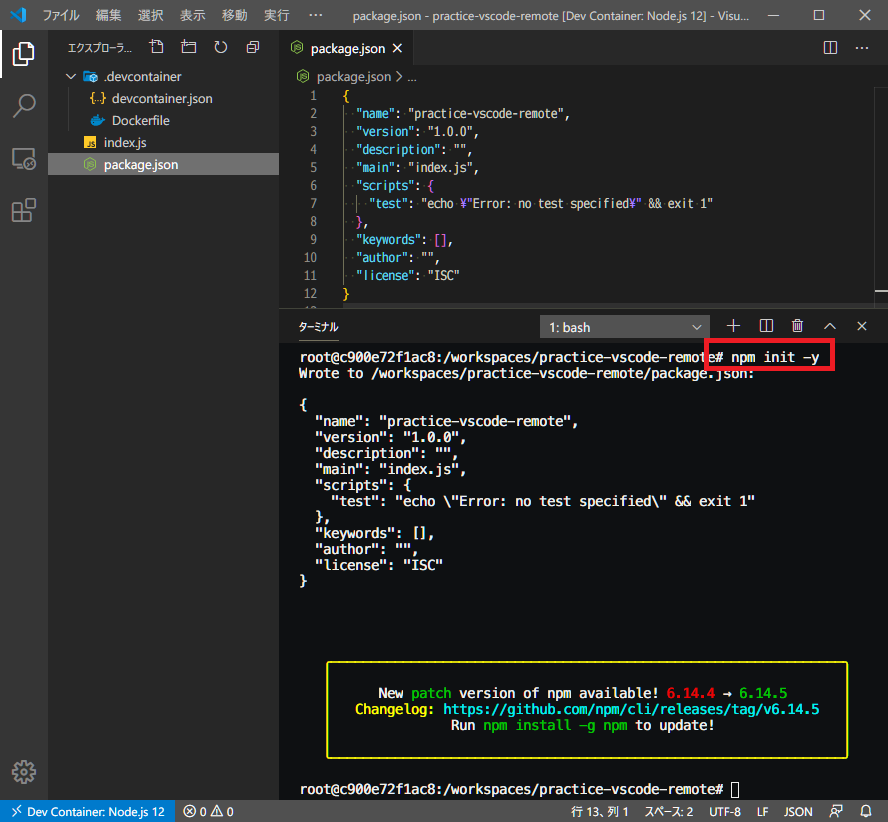 ファイル 編集 選択 表示 移動 実行 ··· package.json - practice-vscode-remote [Dev Container: Node.js 12] - Visu...
エクスプローラ...
.devcontainer
devcontainer.json
Dockerfile
index.js
package.json
package.json
package.json > ...
1 {
2 "name": "practice-vscode-remote",
3 "version": "1.0.0",
4 "description": "",
5 "main": "index.js",
6 "scripts": {
7 "test": "echo ¥"Error: no test specified¥" && exit 1"
8 },
9 "keywords": [],
10 "author": "",
11 "license": "ISC"
12 }
ターミナル 1: bash
root@c900e72f1ac8:/workspaces/practice-vscode-remote# npm init -y
Wrote to /workspaces/practice-vscode-remote/package.json:
{
"name": "practice-vscode-remote",
"version": "1.0.0",
"description": "",
"main": "index.js",
"scripts": {
"test": "echo \"Error: no test specified\" && exit 1"
},
"keywords": [],
"author": "",
"license": "ISC"
}
New patch version of npm available! 6.14.4 → 6.14.5
Changelog: https://github.com/npm/cli/releases/tag/v6.14.5
Run npm install -g npm to update!
root@c900e72f1ac8:/workspaces/practice-vscode-remote#
Dev Container: Node.js 12 0 0 行 13、列 1 スペース: 2 UTF-8 LF JSON